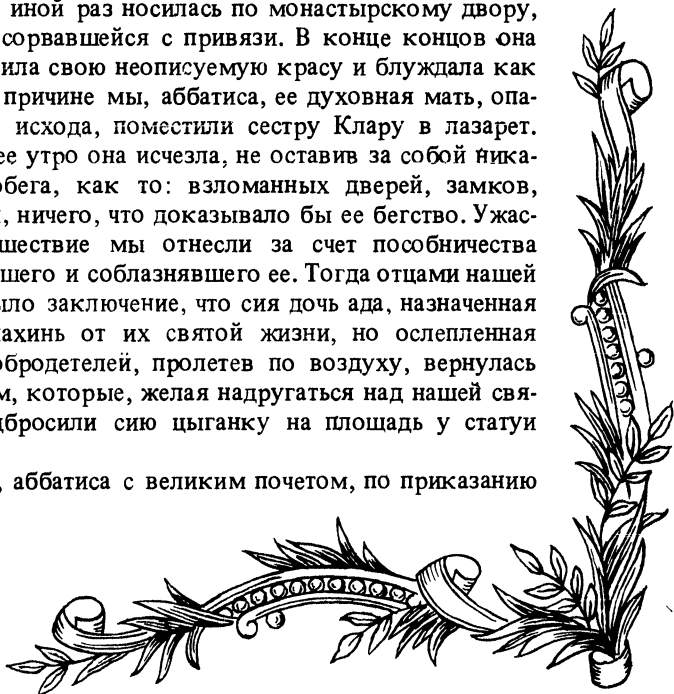 иной раз носилась по монастырскому двору,
сорвавшейся с привязи. В конце концов она
ила свою неописуемую красу и блуждала как
причине мы, аббатиса, ее духовная мать, опа-
исхода, поместили сестру Клару в лазарет.
ее утро она исчезла, не оставив за собой ника-
обега, как то: взломанных дверей, замков,
, ничего, что доказывало бы ее бегство. Ужас-
шествие мы отнесли за счет пособничества
шего и соблазнявшего ее. Тогда отцами нашей
ыло заключение, что сия дочь ада, назначенная
ахинь от их святой жизни, но ослепленная
обродетелей, пролетев по воздуху, вернулась
м, которые, желая надругаться над нашей свя-
дбросили сию цыганку на площадь у статуи
, аббатиса с великим почетом, по приказанию